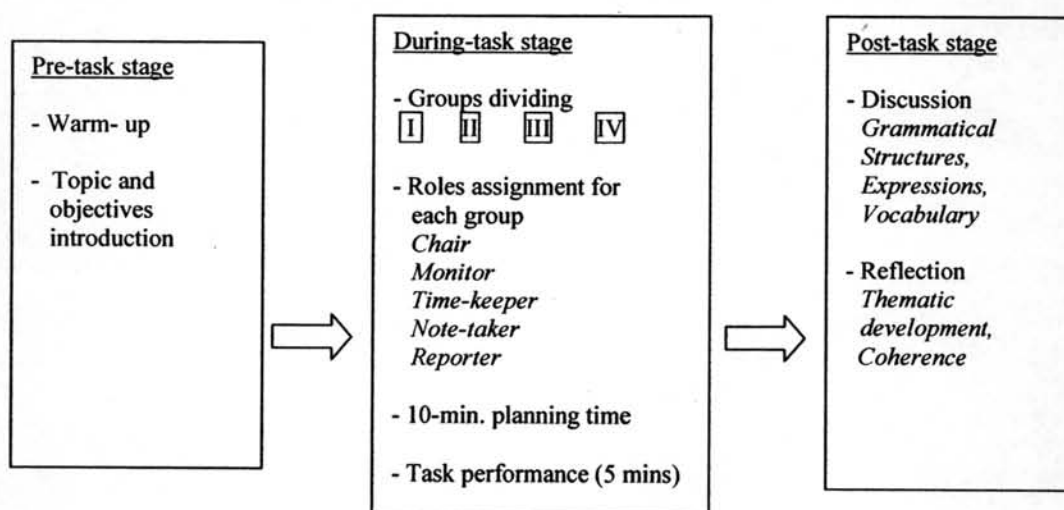 Pre-task stage
- Warm- up
- Topic and
objectives
introduction
During-task stage
- Groups dividing
I II III IV
- Roles assignment for
each group
Chair
Monitor
Time-keeper
Note-taker
Reporter
- 10-min. planning time
- Task performance (5 mins)
Post-task stage
- Discussion
Grammatical
Structures,
Expressions,
Vocabulary
- Reflection
Thematic
development,
Coherence